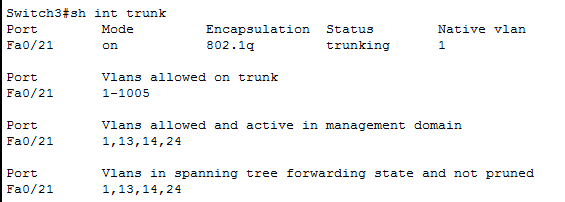 Switch3#sh int trunk
Port Mode Encapsulation Status Native vlan
Fa0/21 on 802.1q trunking 1
Port Vlans allowed on trunk
Fa0/21 1-1005
Port Vlans allowed and active in management domain
Fa0/21 1,13,14,24
Port Vlans in spanning tree forwarding state and not pruned
Fa0/21 1,13,14,24